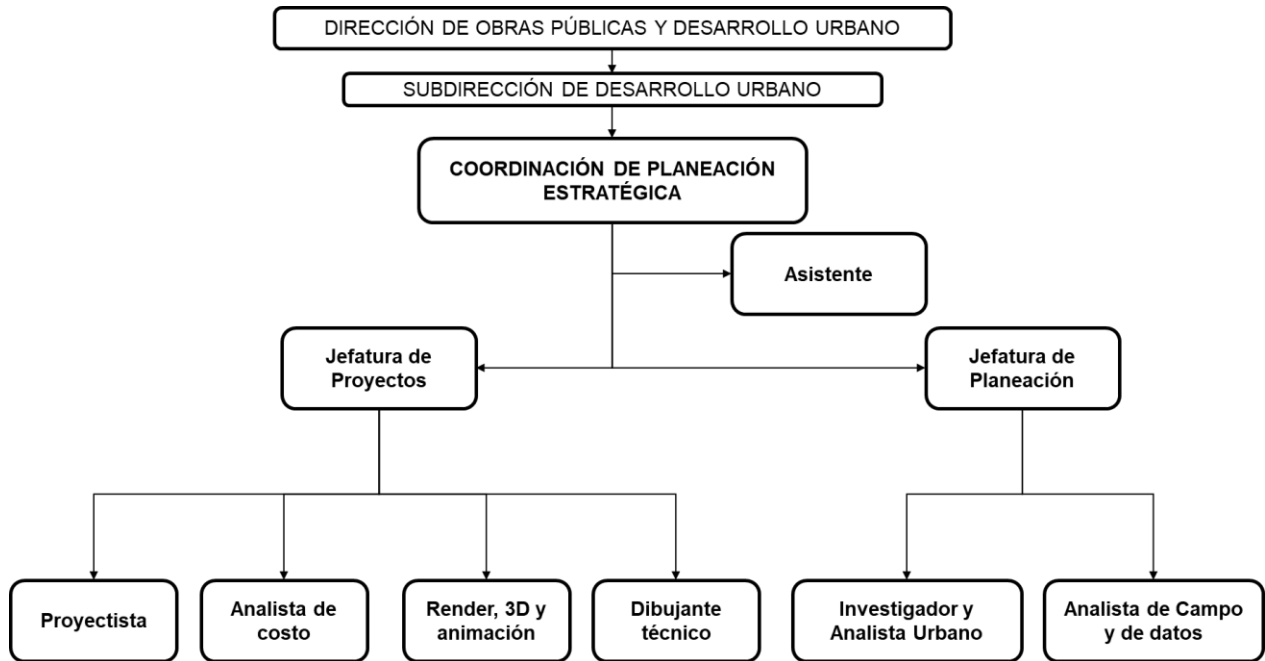 DIRECCIÓN DE OBRAS PÚBLICAS Y DESARROLLO URBANO
SUBDIRECCIÓN DE DESARROLLO URBANO
COORDINACIÓN DE PLANEACIÓN
ESTRATÉGICA
Asistente
Jefatura de
Proyectos
Jefatura de
Planeación
Proyectista
Analista de
costo
Render, 3D y
animación
Dibujante
técnico
Investigador y
Analista Urbano
Analista de Campo
y de datos